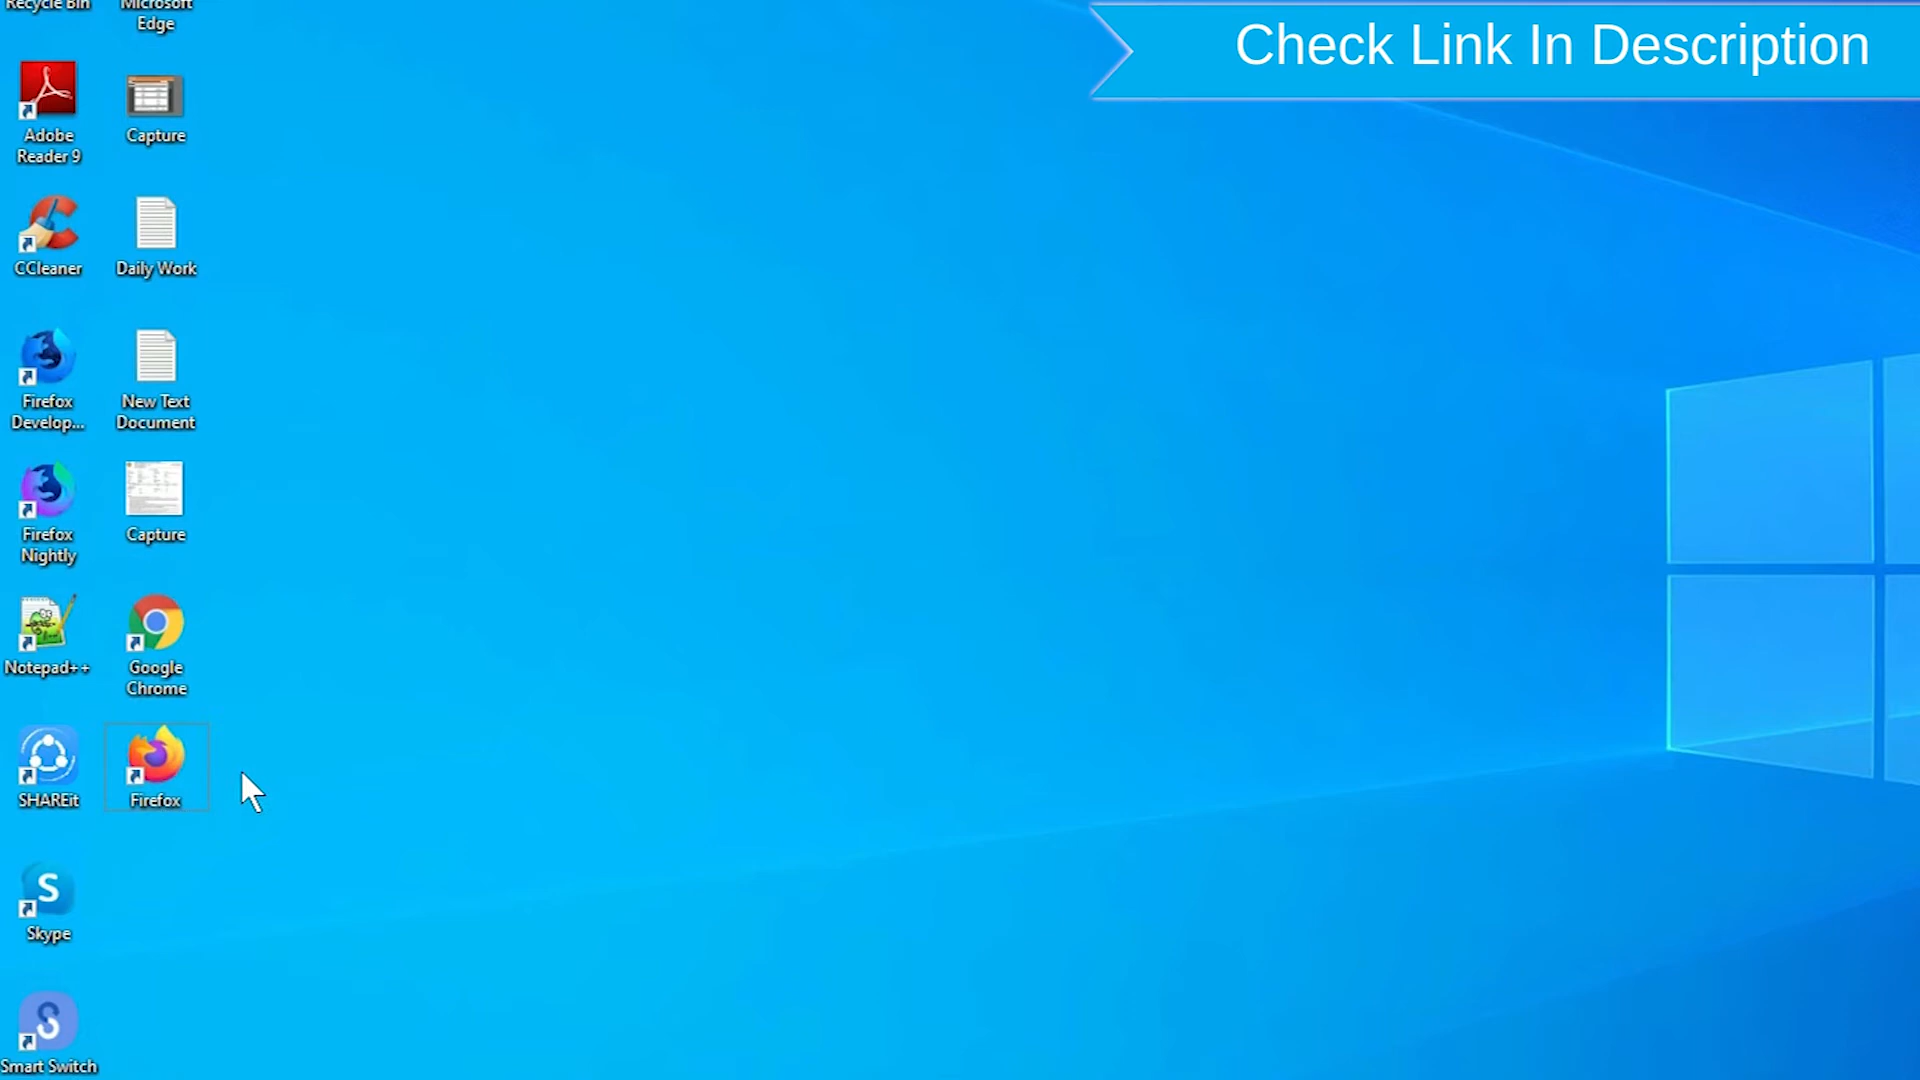 Recycle Bin
Microsoft
Edge
Check Link In Description
Adobe
Reader 9
Capture
CCleaner
Daily Work
Firefox
Develop...
New Text
Document
Firefox
Nightly
Capture
Notepad++
Google
Chrome
SHAREit
Firefox
Skype
Smart Switch